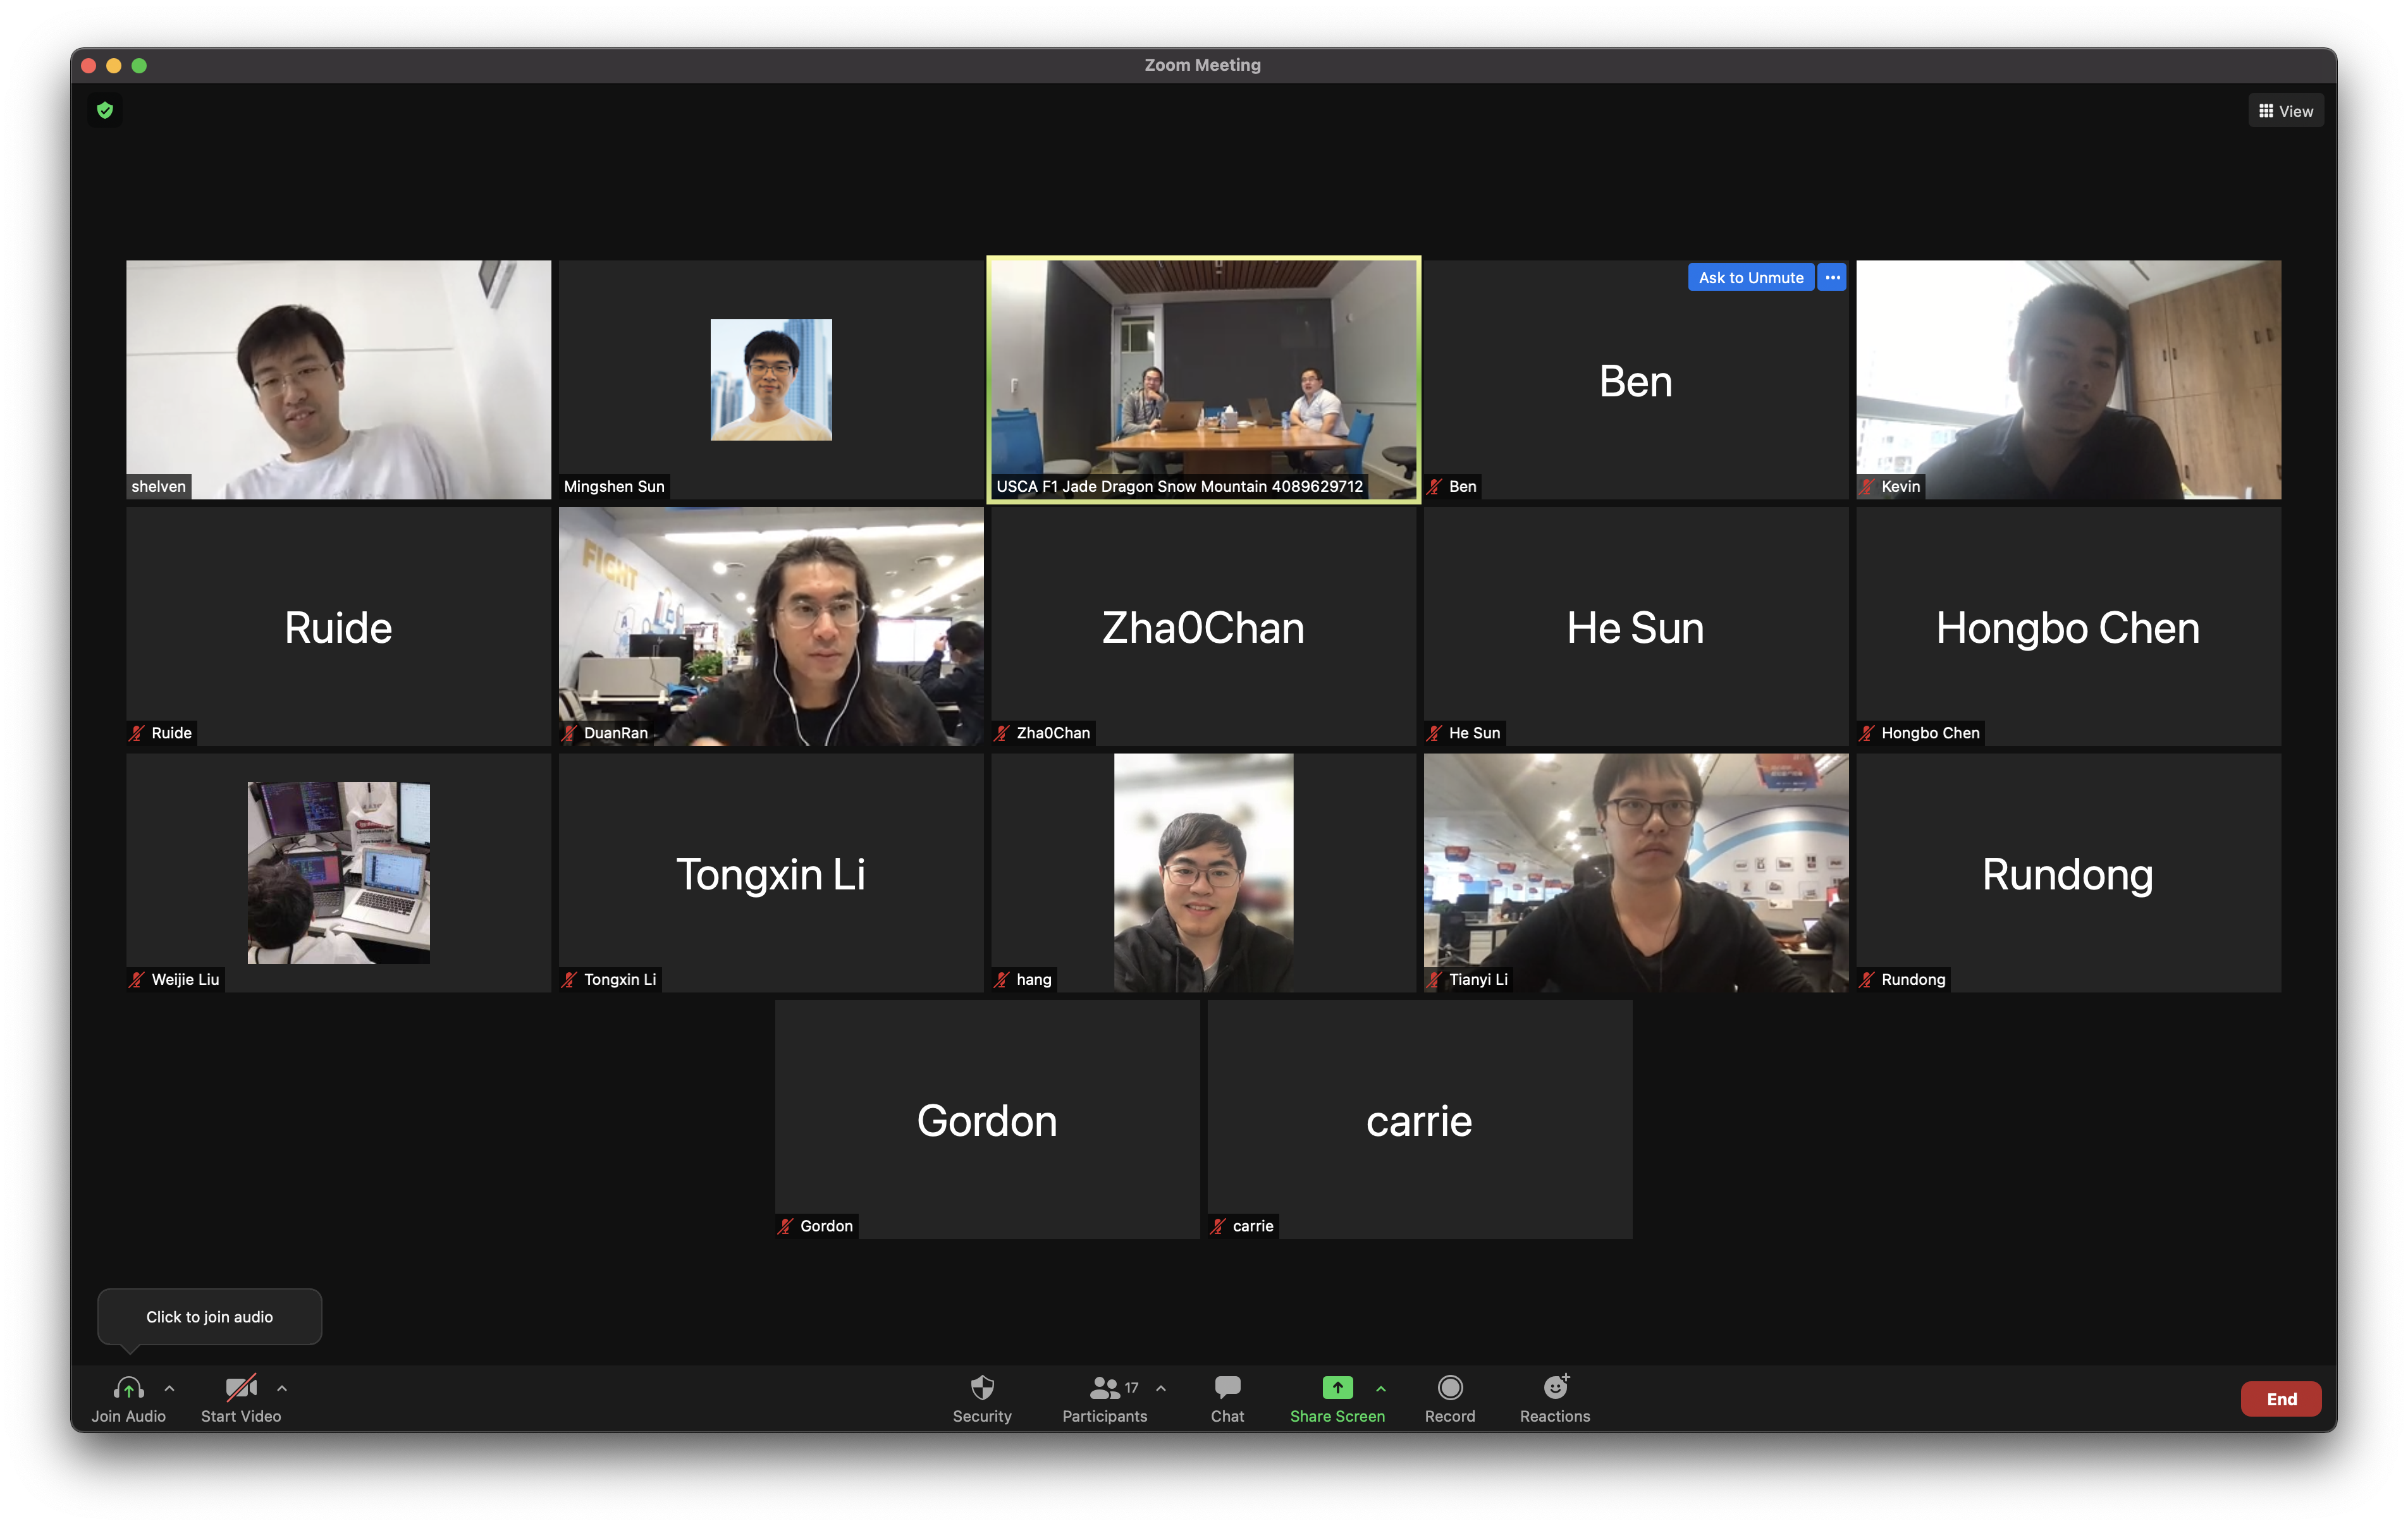 Zoom Meeting
View
shelven
Mingshen Sun
USCA F1 Jade Dragon Snow Mountain 4089629712
Ask to Unmute
Ben
Ben
Kevin
Ruide
Ruide
FIGHT
DuanRan
Zha0Chan
Zha0Chan
He Sun
He Sun
Hongbo Chen
Hongbo Chen
Weijie Liu
Tongxin Li
Tongxin Li
hang
Tianyi Li
Rundong
Rundong
Gordon
Gordon
carrie
carrie
Click to join audio
Join Audio
Start Video
Security
17
Participants
Chat
Share Screen
Record
Reactions
End